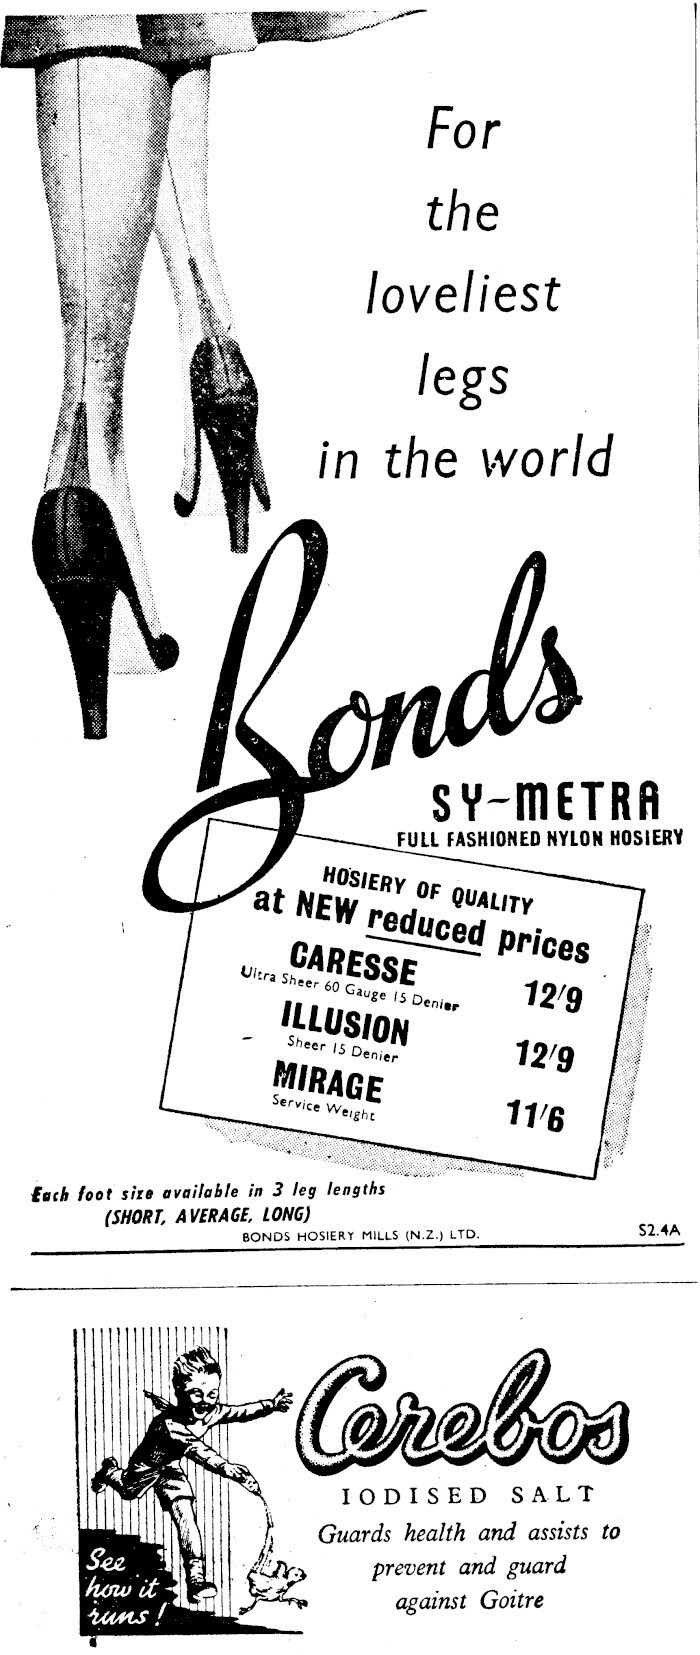 For
the
loveliest
legs
in the world
Bonds
SY-METRA
FULL FASHIONED NYLON HOSIERY
HOSIERY OF QUALITY
at NEW reduced prices
CARESSE 12/9
Ultra Sheer 60 Gauge 15 Denier
ILLUSION 12/9
Sheer 15 Denier
MIRAGE 11/6
Service Weight
Each foot size available in 3 leg lengths
(SHORT, AVERAGE, LONG)
BONDS HOSIERY MILLS (N.Z.) LTD.
S2.4A
Cerebos
IODISED SALT
Guards health and assists to
prevent and guard
against Goitre
See
how it
runs!